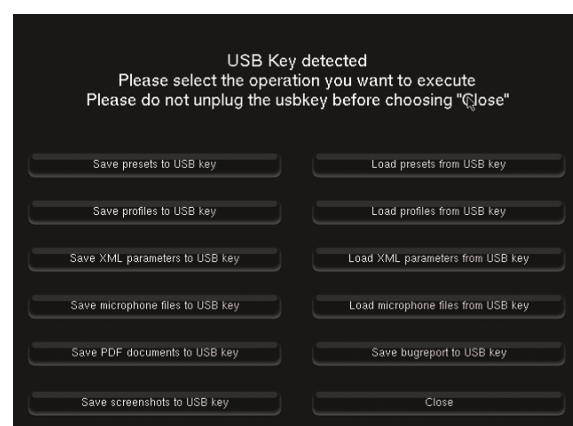 USB Key detected
Please select the operation you want to execute
Please do not unplug the usbkey before choosing "Close"
Save presets to USB key
Load presets from USB key
Save profiles to USB key
Load profiles from USB key
Save XML parameters to USB key
Load XML parameters from USB key
Save microphone files to USB key
Load microphone files from USB key
Save PDF documents to USB key
Save bugreport to USB key
Save screenshots to USB key
Close